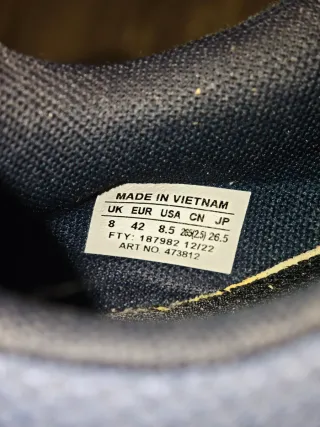 MADE IN VIETNAM
UK EUR USA CN JP
8 42 8.5 265(2.5) 26.5
FTY: 187982 12/22
ART NO. 473812